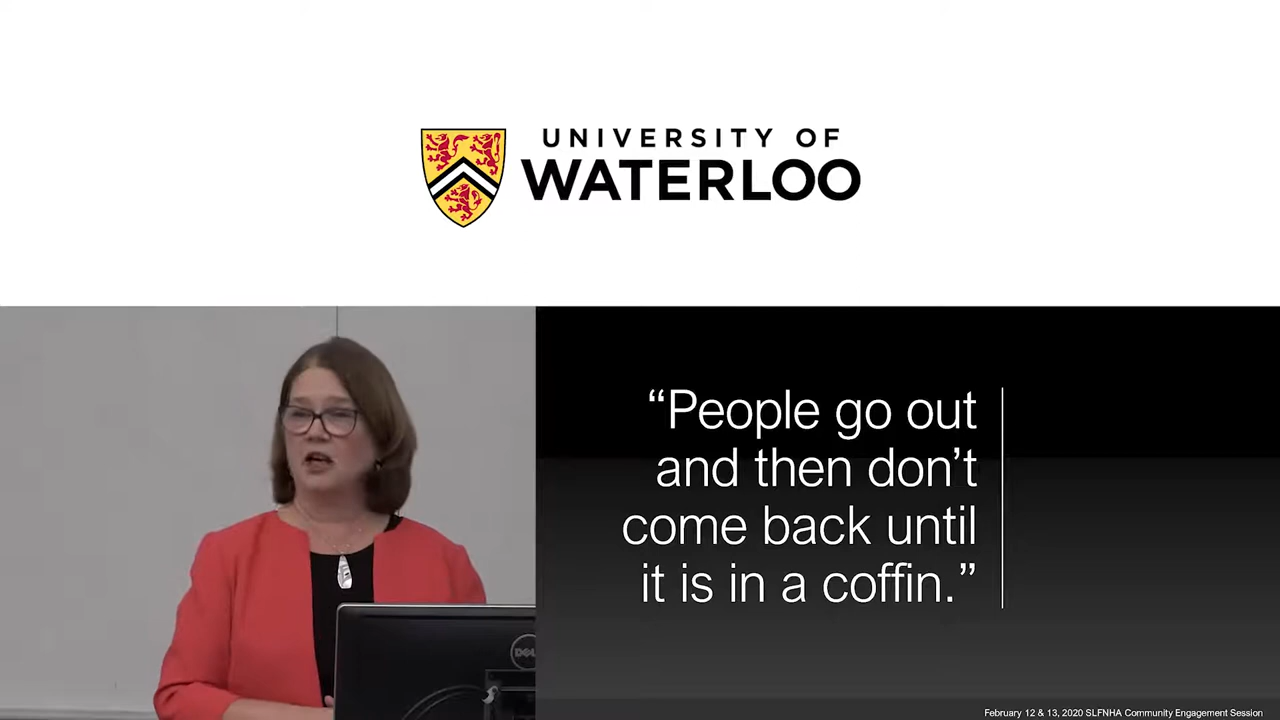 UNIVERSITY OF
WATERLOO
“People go out
and then don’t
come back until
it is in a coffin.”
DELL
February 12 & 13, 2020 SLFNHA Community Engagement Session